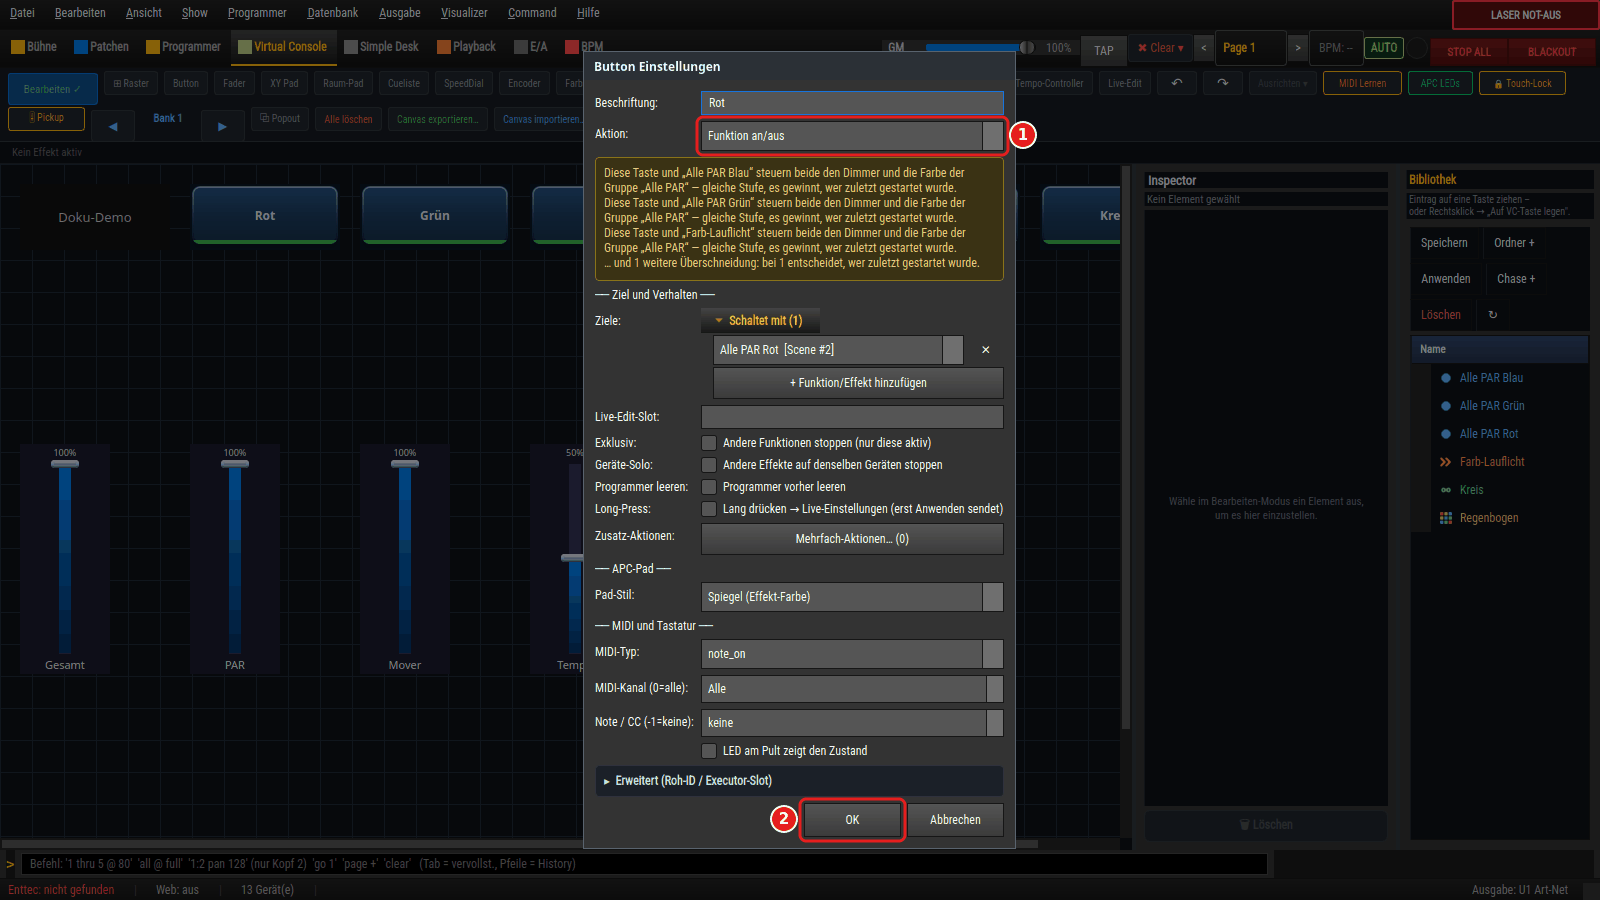 Datei Bearbeiten Ansicht Show Programmer Datenbank Ausgabe Visualizer Command Hilfe
LASER NOT-AUS
Bühne Patchen Programmer Virtual Console Simple Desk Playback E/A BPM
GM 100% TAP ✖ Clear ▾ < Page 1 > BPM: -- AUTO STOP ALL BLACKOUT
Bearbeiten ✓ ⊞ Raster Button Fader XY Pad Raum-Pad Cueliste SpeedDial Encoder Farb Tempo-Controller Live-Edit ↶ ↷ Ausrichten ▾ MIDI Lernen APC LEDs 🔒 Touch-Lock
Pickup ◀ Bank 1 ▶ Popout Alle löschen Canvas exportieren... Canvas importieren...
Kein Effekt aktiv
Doku-Demo
Rot
Grün
Kre
100%
Gesamt
100%
PAR
100%
Mover
50%
Temp
Button Einstellungen
Beschriftung: Rot
Aktion: Funktion an/aus
1
Diese Taste und „Alle PAR Blau“ steuern beide den Dimmer und die Farbe der
Gruppe „Alle PAR“ — gleiche Stufe, es gewinnt, wer zuletzt gestartet wurde.
Diese Taste und „Alle PAR Grün“ steuern beide den Dimmer und die Farbe der
Gruppe „Alle PAR“ — gleiche Stufe, es gewinnt, wer zuletzt gestartet wurde.
Diese Taste und „Farb-Lauflicht“ steuern beide den Dimmer und die Farbe der
Gruppe „Alle PAR“ — gleiche Stufe, es gewinnt, wer zuletzt gestartet wurde.
… und 1 weitere Überschneidung: bei 1 entscheidet, wer zuletzt gestartet wurde.
── Ziel und Verhalten ──
Ziele: ▾ Schaltet mit (1)
Alle PAR Rot [Scene #2] ✕
+ Funktion/Effekt hinzufügen
Live-Edit-Slot:
Exklusiv: Andere Funktionen stoppen (nur diese aktiv)
Geräte-Solo: Andere Effekte auf denselben Geräten stoppen
Programmer leeren: Programmer vorher leeren
Long-Press: Lang drücken → Live-Einstellungen (erst Anwenden sendet)
Zusatz-Aktionen: Mehrfach-Aktionen... (0)
── APC-Pad ──
Pad-Stil: Spiegel (Effekt-Farbe)
── MIDI und Tastatur ──
MIDI-Typ: note_on
MIDI-Kanal (0=alle): Alle
Note / CC (-1=keine): keine
LED am Pult zeigt den Zustand
▸ Erweitert (Roh-ID / Executor-Slot)
2
OK
Abbrechen
Inspector
Kein Element gewählt
Wähle im Bearbeiten-Modus ein Element aus,
um es hier einzustellen.
Löschen
Bibliothek
Eintrag auf eine Taste ziehen –
oder Rechtsklick → „Auf VC-Taste legen“.
Speichern Ordner +
Anwenden Chase +
Löschen ↻
Name
Alle PAR Blau
Alle PAR Grün
Alle PAR Rot
Farb-Lauflicht
Kreis
Regenbogen
> Befehl: '1 thru 5 @ 80' 'all @ full' '1:2 pan 128' (nur Kopf 2) 'go 1' 'page +' 'clear' (Tab = vervollst., Pfeile = History)
Enttec: nicht gefunden Web: aus 13 Gerät(e) Ausgabe: U1 Art-Net